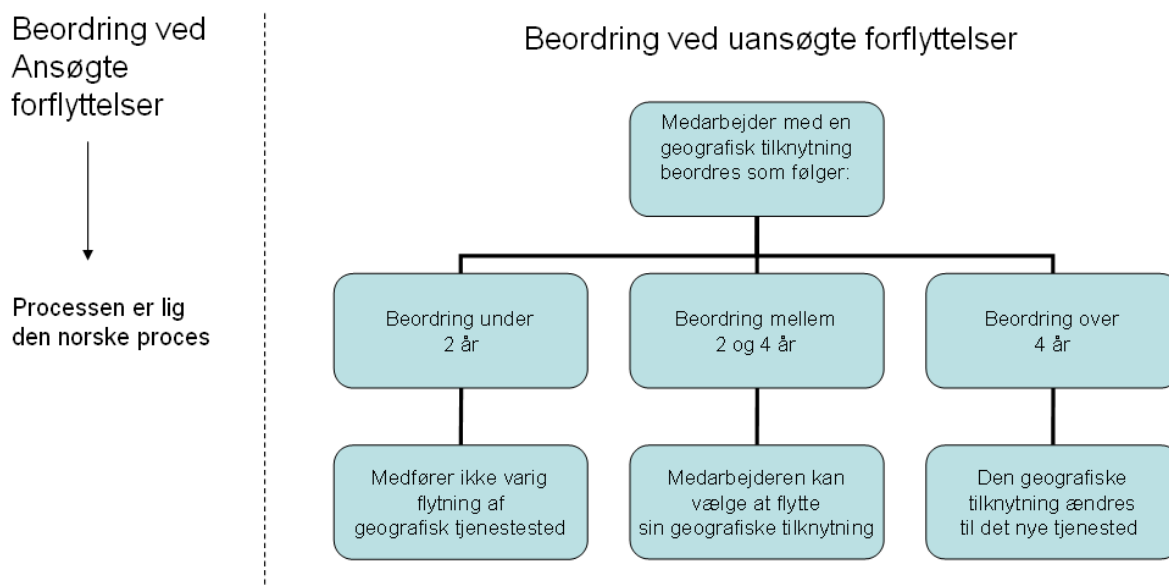 Beordring ved
Ansøgte
forflyttelser
Processen er lig
den norske proces
Beordring ved uansøgte forflyttelser
Medarbejder med en
geografisk tilknytning
beordres som følger:
Beordring under
2 år
Beordring mellem
2 og 4 år
Beordring over
4 år
Medfører ikke varig
flytning af
geografisk tjenestested
Medarbejderen kan
vælge at flytte
sin geografiske tilknytning
Den geografiske
tilknytning ændres
til det nye tjenested